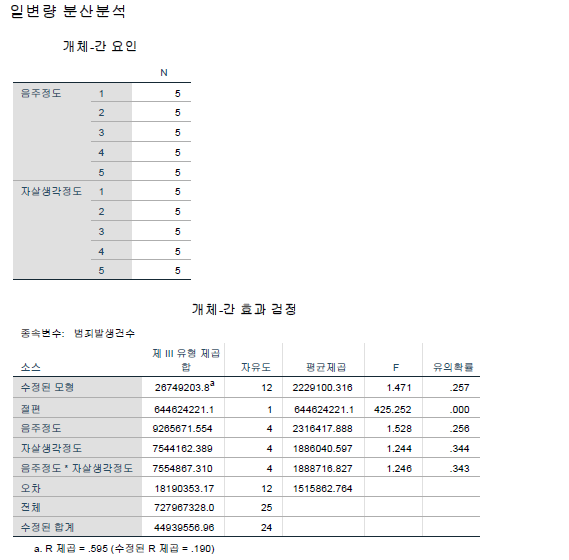 일변량 분산분석
개체-간 요인
N
음주정도 1 5
2 5
3 5
4 5
5 5
자살생각정도 1 5
2 5
3 5
4 5
5 5
개체-간 효과 검정
종속변수: 범죄발생건수
소스 제 III 유형 제곱합 자유도 평균제곱 F 유의확률
수정된 모형 26749203.8a 12 2229100.316 1.471 .257
절편 644624221.1 1 644624221.1 425.252 .000
음주정도 9265671.554 4 2316417.888 1.528 .256
자살생각정도 7544162.389 4 1886040.597 1.244 .344
음주정도 * 자살생각정도 7554867.310 4 1888716.827 1.246 .343
오차 18190353.17 12 1515862.764
전체 727967328.0 25
수정된 합계 44939556.96 24
a. R 제곱 = .595 (수정된 R 제곱 = .190)